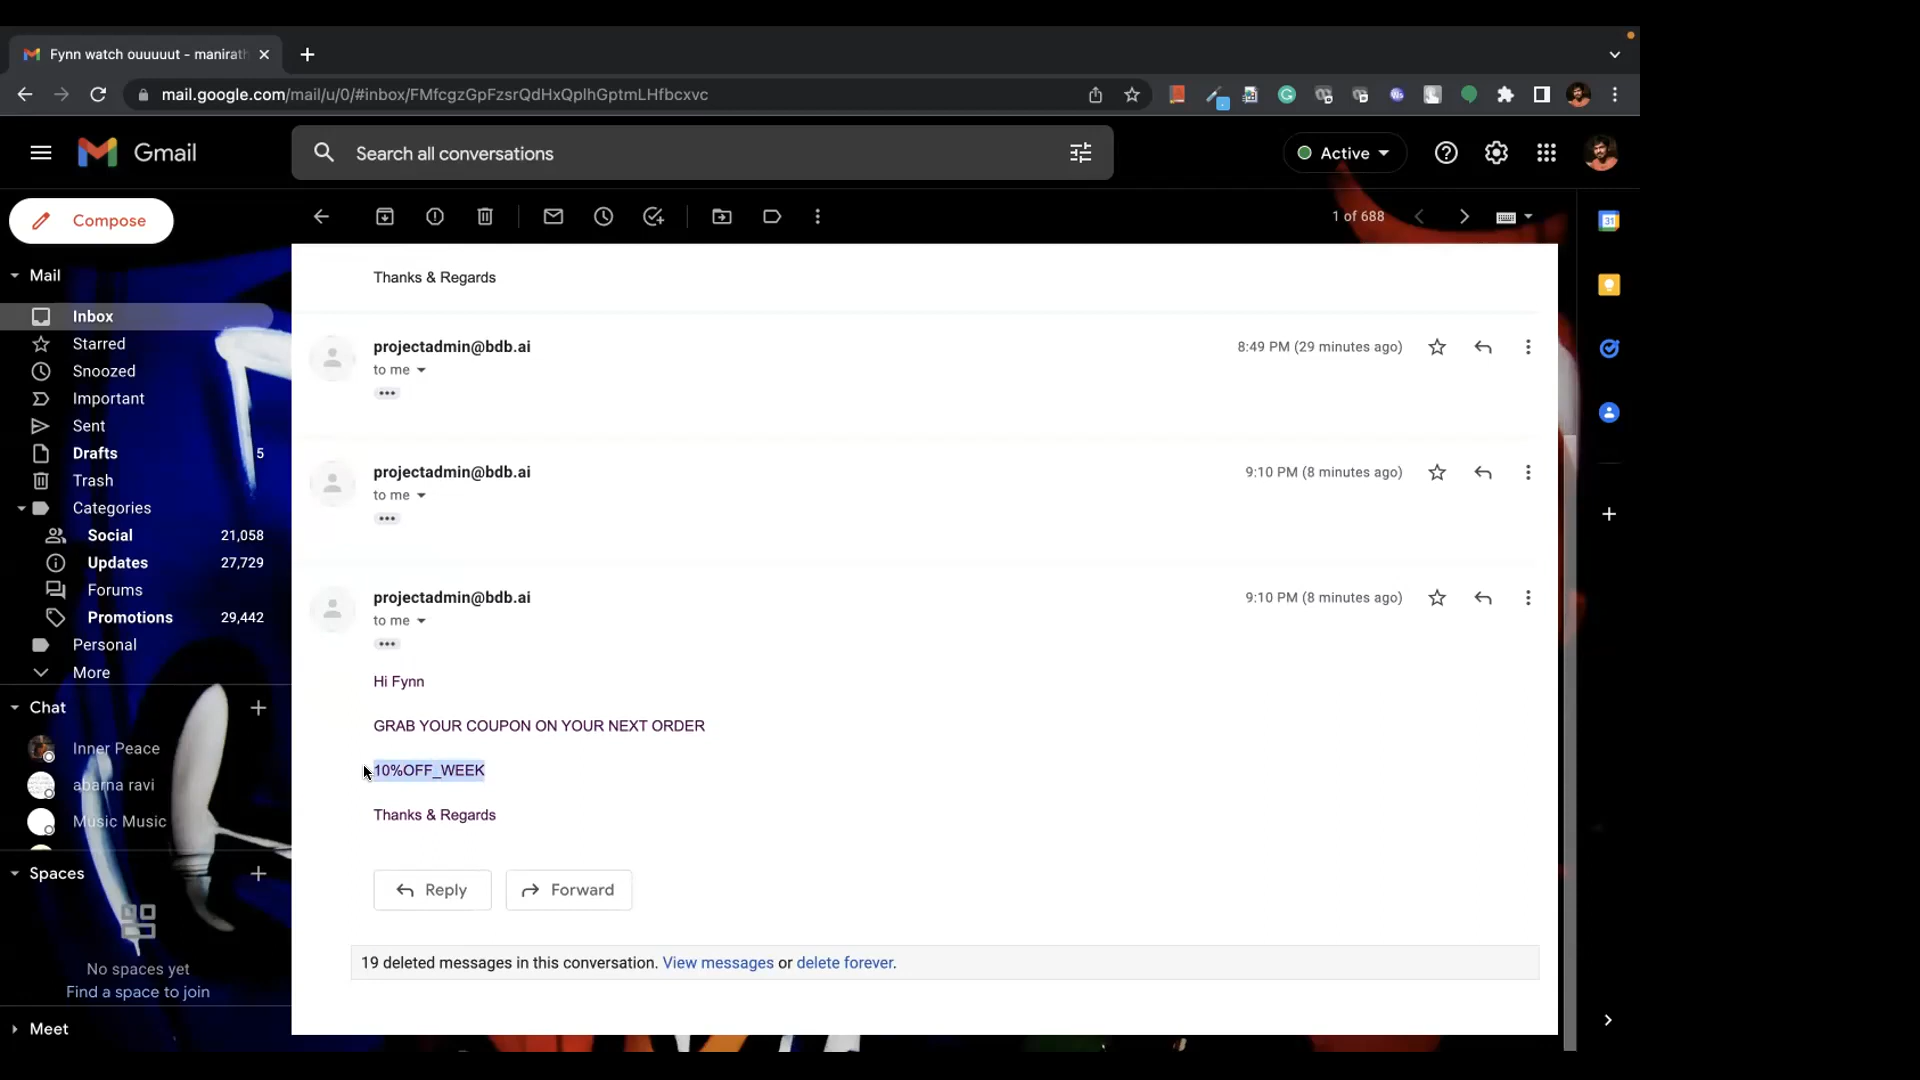 Fynn watch ouuuuut - manirath
mail.google.com/mail/u/0/#inbox/FMfcgzGpFzsrQdHxQplhGptmLHfbcxvc
Gmail
Search all conversations
Active
Compose
1 of 688
31
Mail
Inbox
Starred
Snoozed
Important
Sent
Drafts 5
Trash
Categories
Social 21,058
Updates 27,729
Forums
Promotions 29,442
Personal
More
Chat
Inner Peace
abarna ravi
Music Music
Spaces
No spaces yet
Find a space to join
Meet
Thanks & Regards
projectadmin@bdb.ai 8:49 PM (29 minutes ago)
to me
projectadmin@bdb.ai 9:10 PM (8 minutes ago)
to me
projectadmin@bdb.ai 9:10 PM (8 minutes ago)
to me
Hi Fynn
GRAB YOUR COUPON ON YOUR NEXT ORDER
10%OFF_WEEK
Thanks & Regards
Reply Forward
19 deleted messages in this conversation. View messages or delete forever.